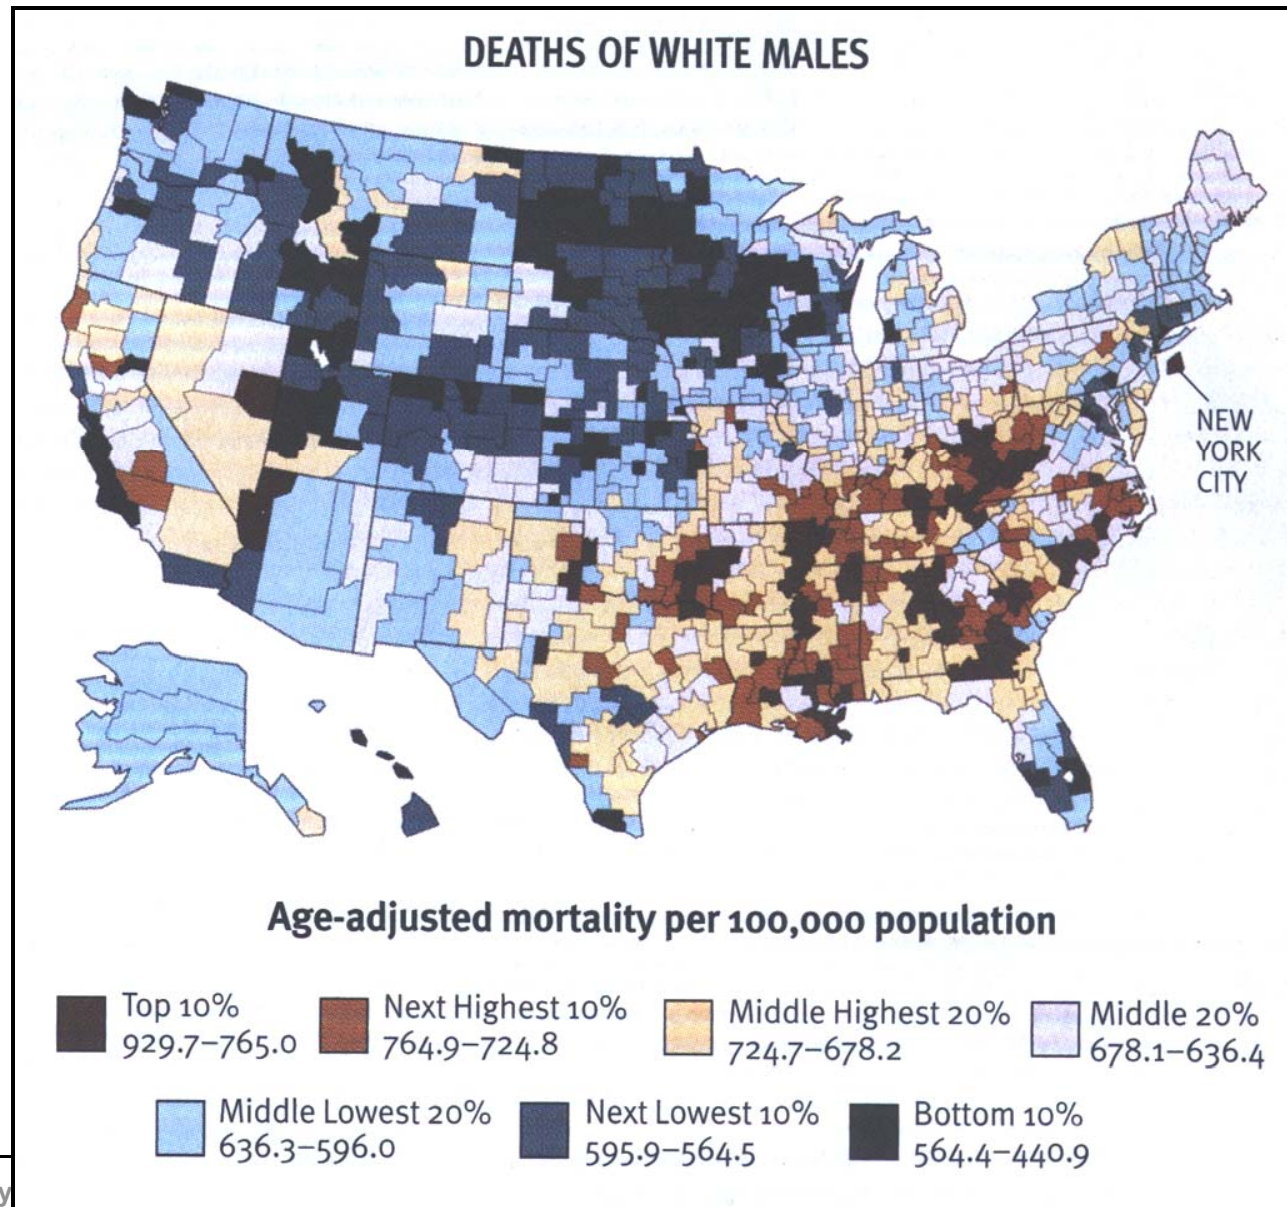 DEATHS OF WHITE MALES
NEW
YORK
CITY
Age-adjusted mortality per 100,000 population
Top 10%
929.7–765.0
Next Highest 10%
764.9–724.8
Middle Highest 20%
724.7–678.2
Middle 20%
678.1–636.4
Middle Lowest 20%
636.3–596.0
Next Lowest 10%
595.9–564.5
Bottom 10%
564.4–440.9
y